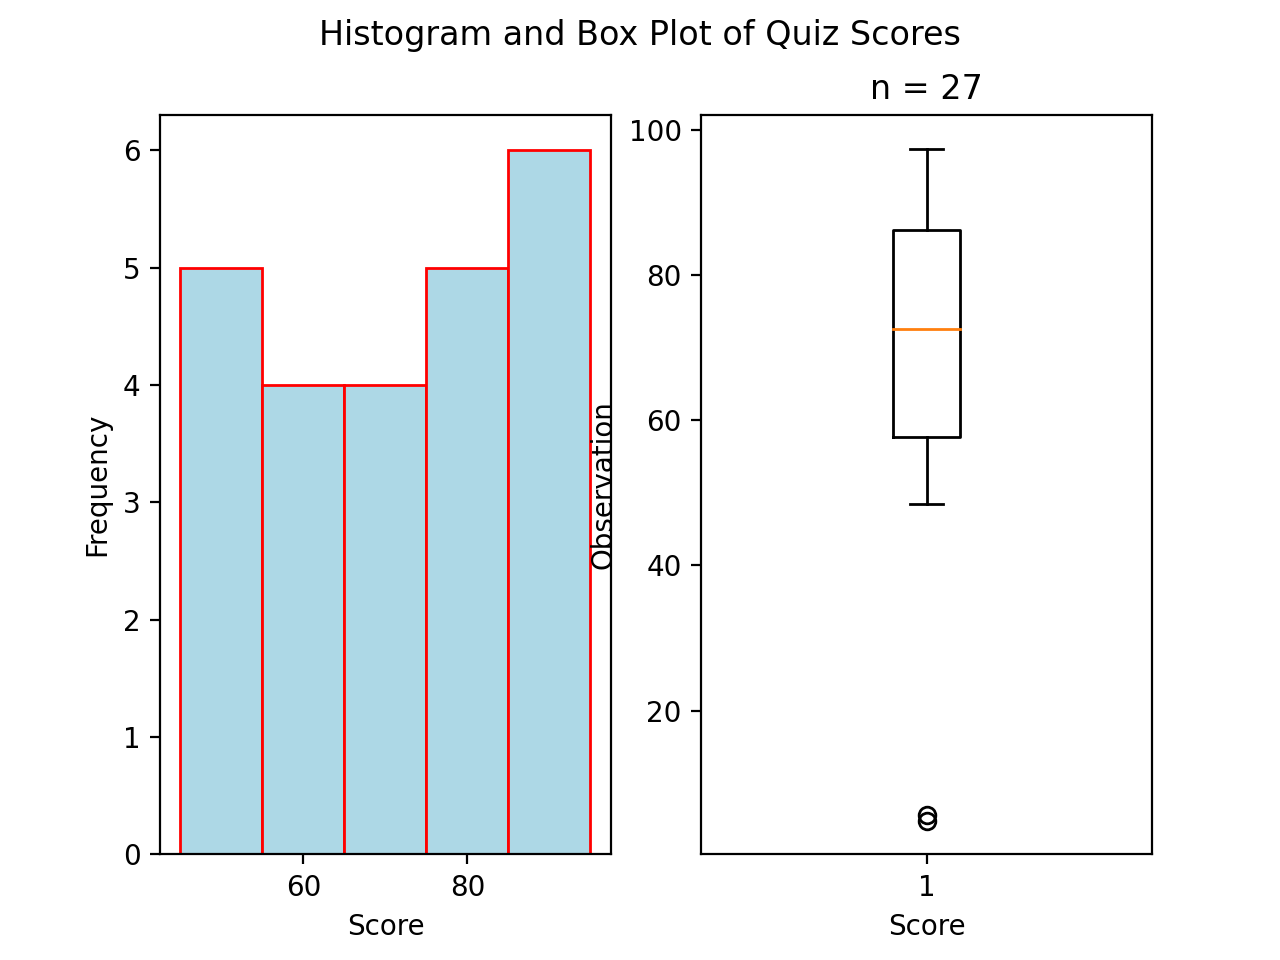 Histogram and Box Plot of Quiz Scores
6
5
4
3
2
1
0
Frequency
60 80
Score
n = 27
100
80
60
40
20
Observation
1
Score